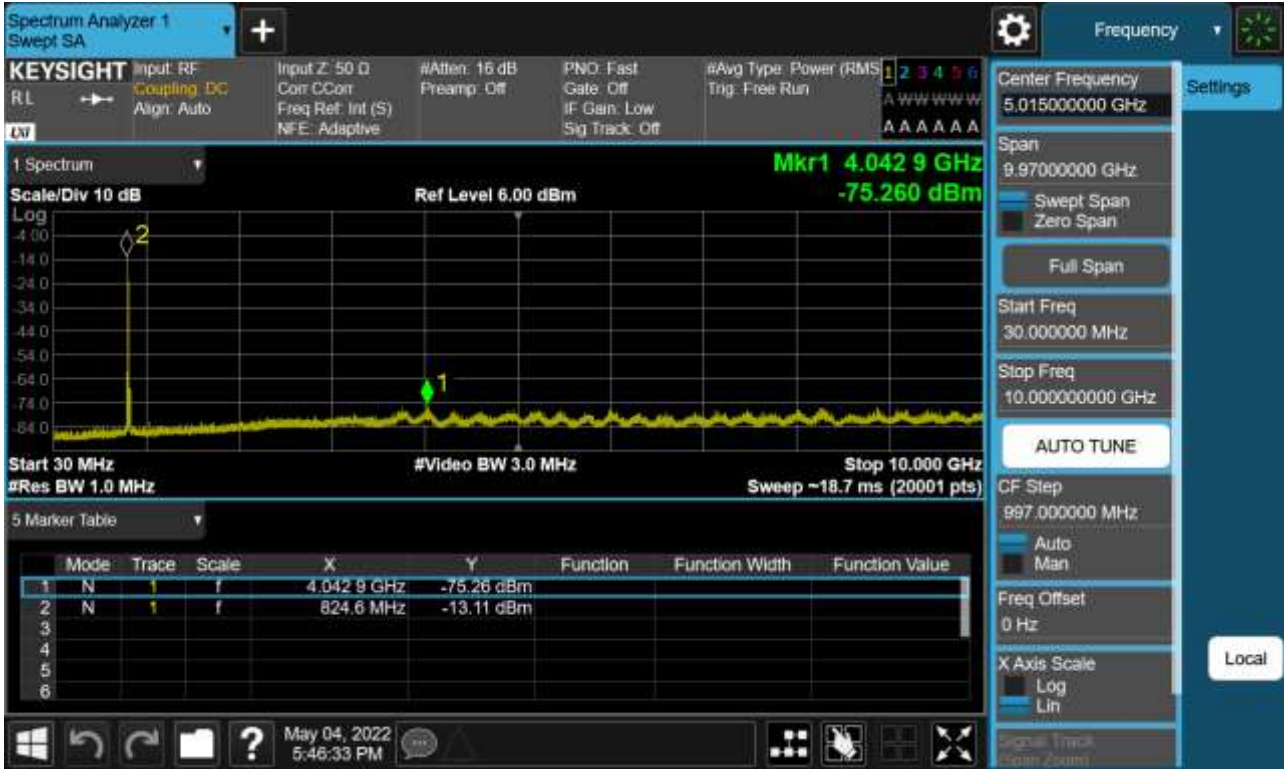 Spectrum Analyzer 1
Swept SA
+
Frequency
KEYSIGHT
RL
LXI
Input: RF
Coupling: DC
Align: Auto
Input Z: 50 Ω
Corr CCorr
Freq Ref: Int (S)
NFE: Adaptive
#Atten: 16 dB
Preamp: Off
PNO: Fast
Gate: Off
IF Gain: Low
Sig Track: Off
#Avg Type: Power (RMS
Trig: Free Run
1 2 3 4 5 6
A W W W W W
A A A A A A
1 Spectrum
Scale/Div 10 dB
Ref Level 6.00 dBm
Mkr1 4.042 9 GHz
-75.260 dBm
Log
-4.00
-14.0
-24.0
-34.0
-44.0
-54.0
-64.0
-74.0
-84.0
2
1
Start 30 MHz
#Video BW 3.0 MHz
Stop 10.000 GHz
#Res BW 1.0 MHz
Sweep ~18.7 ms (20001 pts)
5 Marker Table
Mode Trace Scale X Y Function Function Width Function Value
1 N 1 f 4.042 9 GHz -75.26 dBm
2 N 1 f 824.6 MHz -13.11 dBm
3
4
5
6
May 04, 2022
5:46:33 PM
?
Center Frequency
5.015000000 GHz
Settings
Span
9.97000000 GHz
Swept Span
Zero Span
Full Span
Start Freq
30.000000 MHz
Stop Freq
10.000000000 GHz
AUTO TUNE
CF Step
997.000000 MHz
Auto
Man
Freq Offset
0 Hz
X Axis Scale
Log
Lin
Local
Signal Track
(Span Zoom)